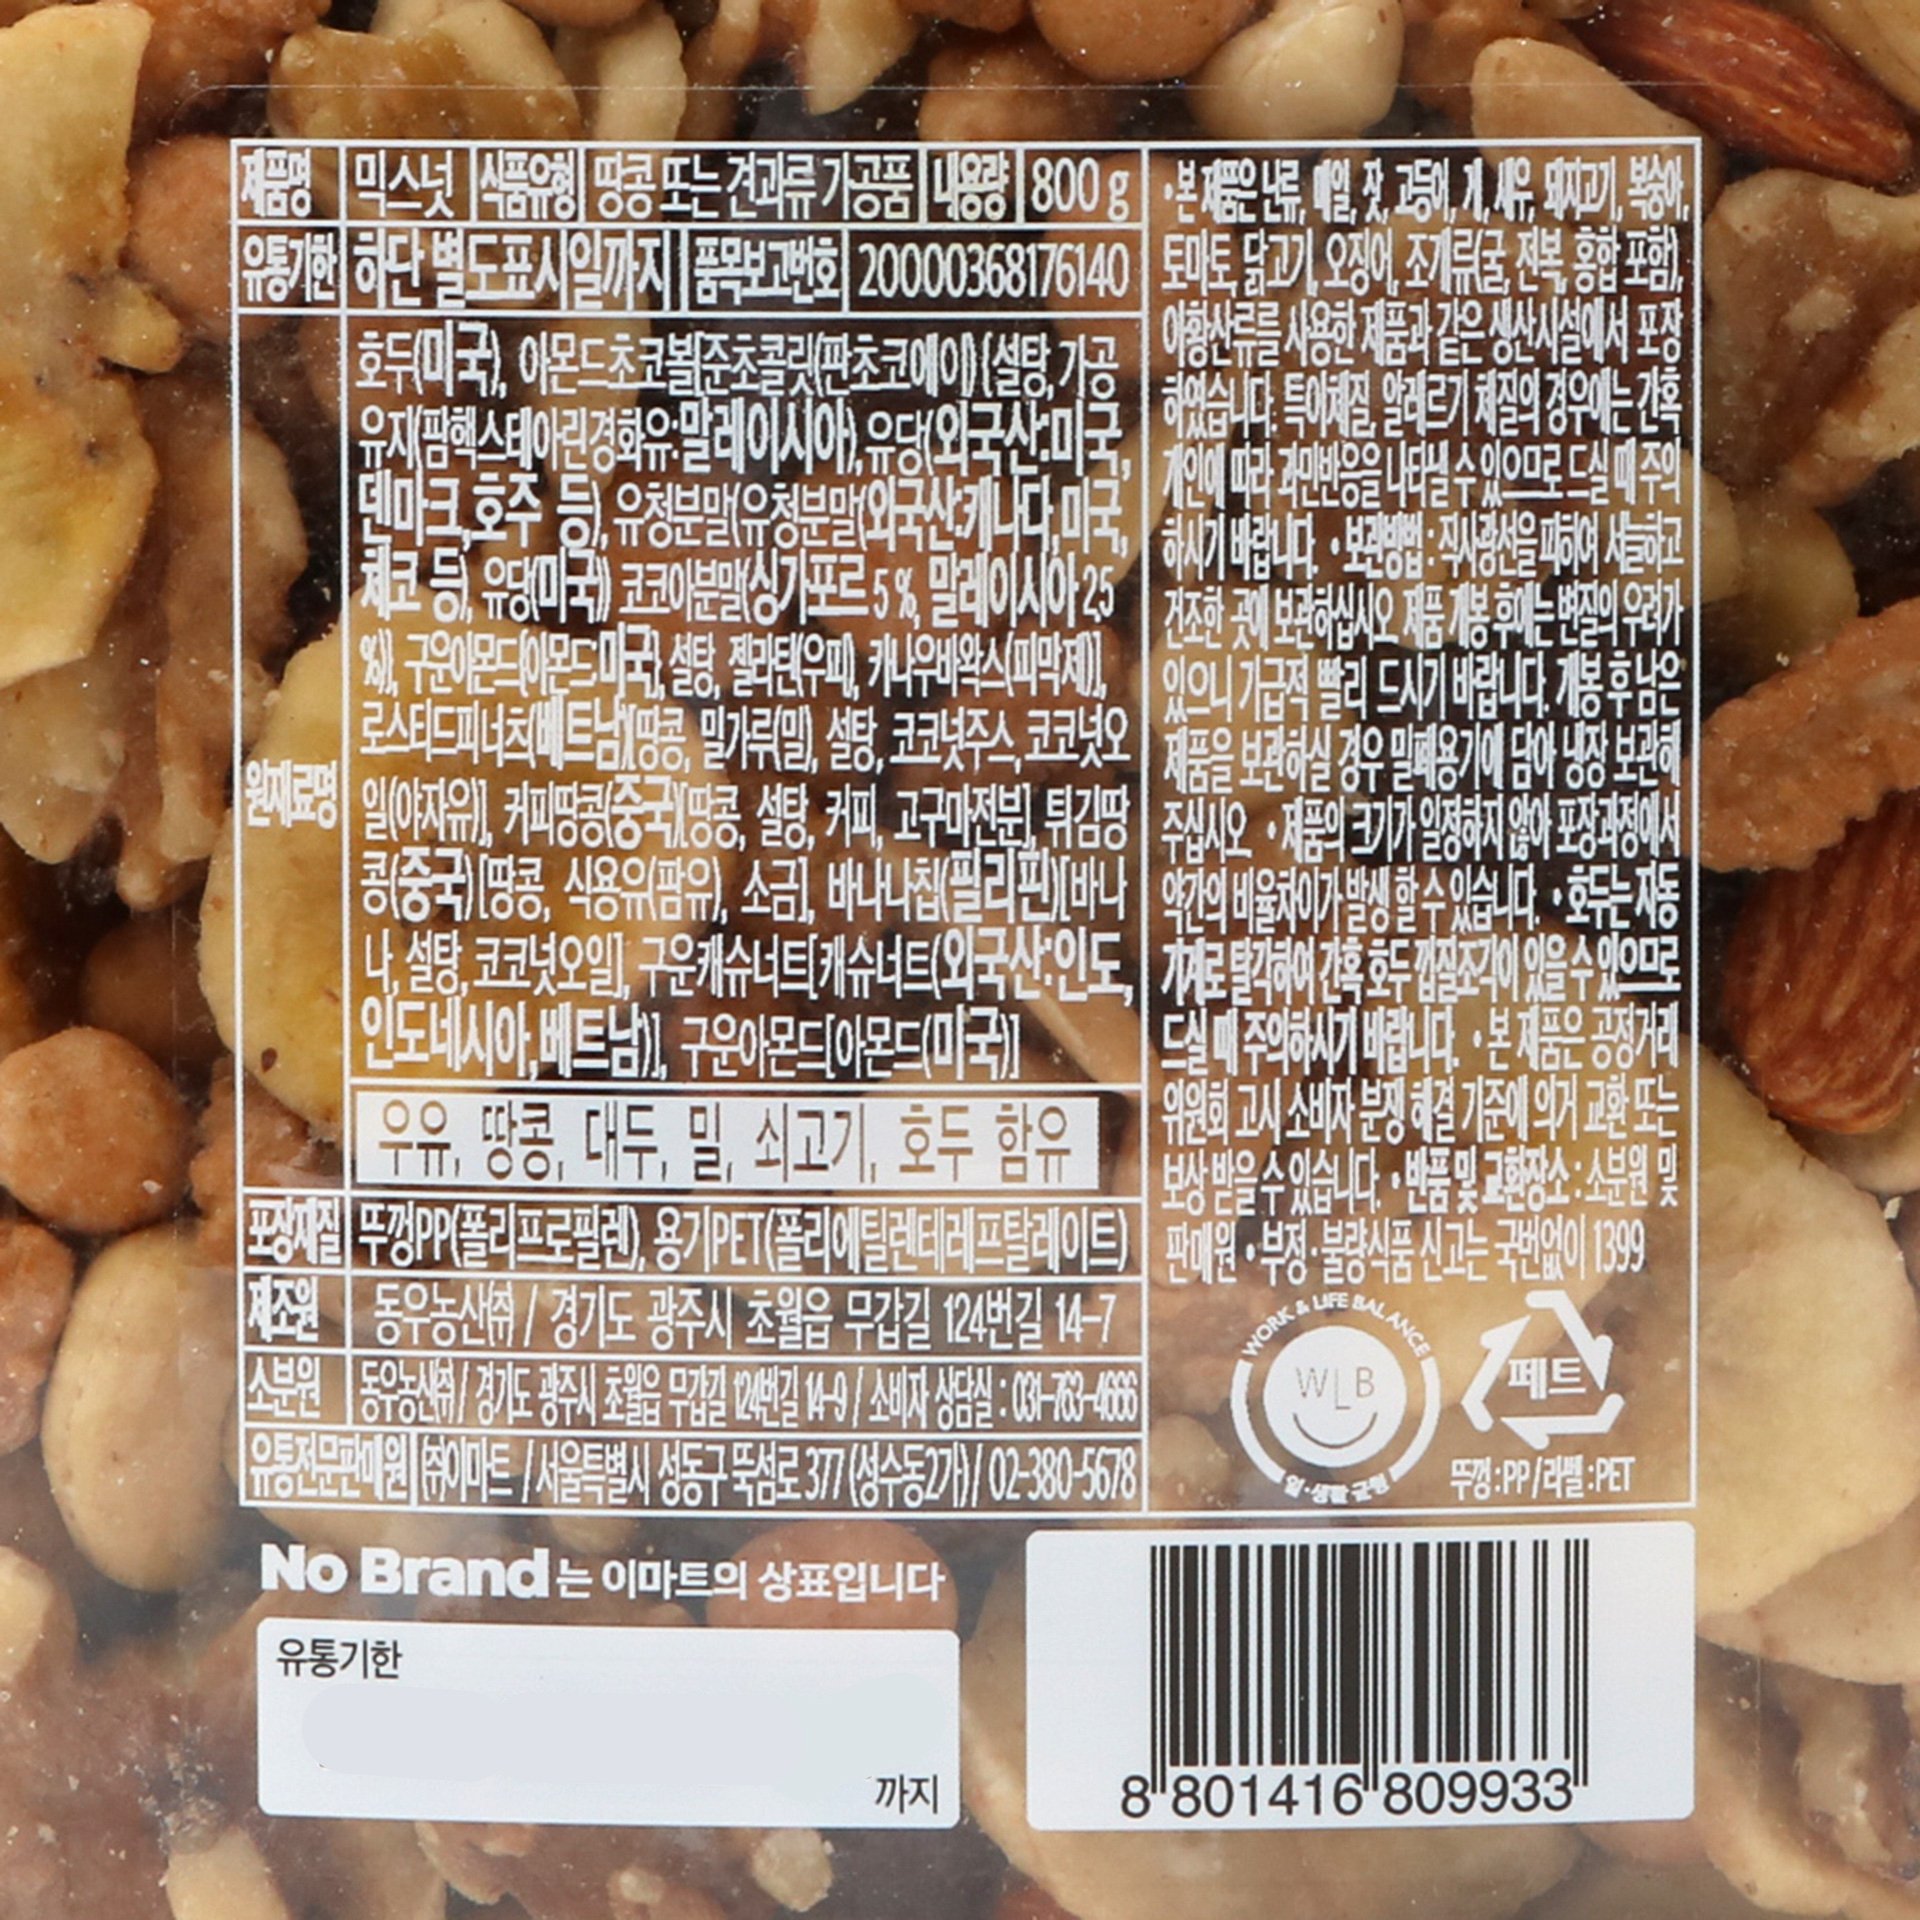 제품명 믹스넛 식품유형 땅콩 또는 견과류 가공품 내용량 800 g
유통기한 하단 별도표시일까지 품목보고번호 20000368176140
원재료명
호두(미국), 아몬드초코볼[준초콜릿(판초코에이) {설탕, 가공
유지(팜핵스테아린경화유:말레이시아), 유당(외국산:미국,
덴마크,호주 등), 유청분말(유청분말(외국산:캐나다,미국,
체코 등), 유당(미국)) 코코아분말(싱가포르 5 %, 말레이시아 2.5
%)}, 구운아몬드(아몬드:미국), 설탕, 젤라틴(우피), 카나우바왁스(피막제)],
로스티드피너츠(베트남)[땅콩, 밀가루(밀), 설탕, 코코넛주스, 코코넛오
일(야자유)], 커피땅콩(중국)[땅콩, 설탕, 커피, 고구마전분], 튀김땅
콩(중국)[땅콩, 식용유(팜유), 소금], 바나나칩(필리핀)[바나
나, 설탕, 코코넛오일], 구운캐슈너트[캐슈너트(외국산:인도,
인도네시아,베트남)], 구운아몬드[아몬드(미국)]
우유, 땅콩, 대두, 밀, 쇠고기, 호두 함유
포장재질 뚜껑PP(폴리프로필렌), 용기PET(폴리에틸렌테레프탈레이트)
제조원 동우농산㈜ / 경기도 광주시 초월읍 무갑길 124번길 14-7
소분원 동우농산㈜ / 경기도 광주시 초월읍 무갑길 124번길 14-9 / 소비자 상담실 : 031-763-4666
유통전문판매원 ㈜이마트 / 서울특별시 성동구 뚝섬로 377 (성수동2가) / 02-380-5678
•본 제품은 난류, 메밀, 잣, 고등어, 게, 새우, 돼지고기, 복숭아,
토마토, 닭고기, 오징어, 조개류(굴, 전복, 홍합 포함),
아황산류를 사용한 제품과 같은 생산시설에서 포장
하였습니다. 특이체질, 알레르기 체질의 경우에는 간혹
개인에 따라 과민반응을 나타낼 수 있으므로 드실 때 주의
하시기 바랍니다. •보관방법 : 직사광선을 피하여 서늘하고
건조한 곳에 보관하십시오. 제품 개봉 후에는 변질의 우려가
있으니 가급적 빨리 드시기 바랍니다. 개봉 후 남은
제품을 보관하실 경우 밀폐용기에 담아 냉장 보관해
주십시오. •제품의 크기가 일정하지 않아 포장과정에서
약간의 비율차이가 발생 할 수 있습니다. •호두는 자동
기계로 탈각하여 간혹 호두 껍질조각이 있을 수 있으므로
드실 때 주의하시기 바랍니다. •본 제품은 공정거래
위원회 고시 소비자 분쟁 해결 기준에 의거 교환 또는
보상 받을 수 있습니다. •반품 및 교환장소 : 소분원 및
판매원 •부정·불량식품 신고는 국번없이 1399
WORK & LIFE BALANCE
WLB
일·생활 균형
페트
뚜껑:PP / 라벨:PET
No Brand는 이마트의 상표입니다
유통기한
까지
8 801416 809933